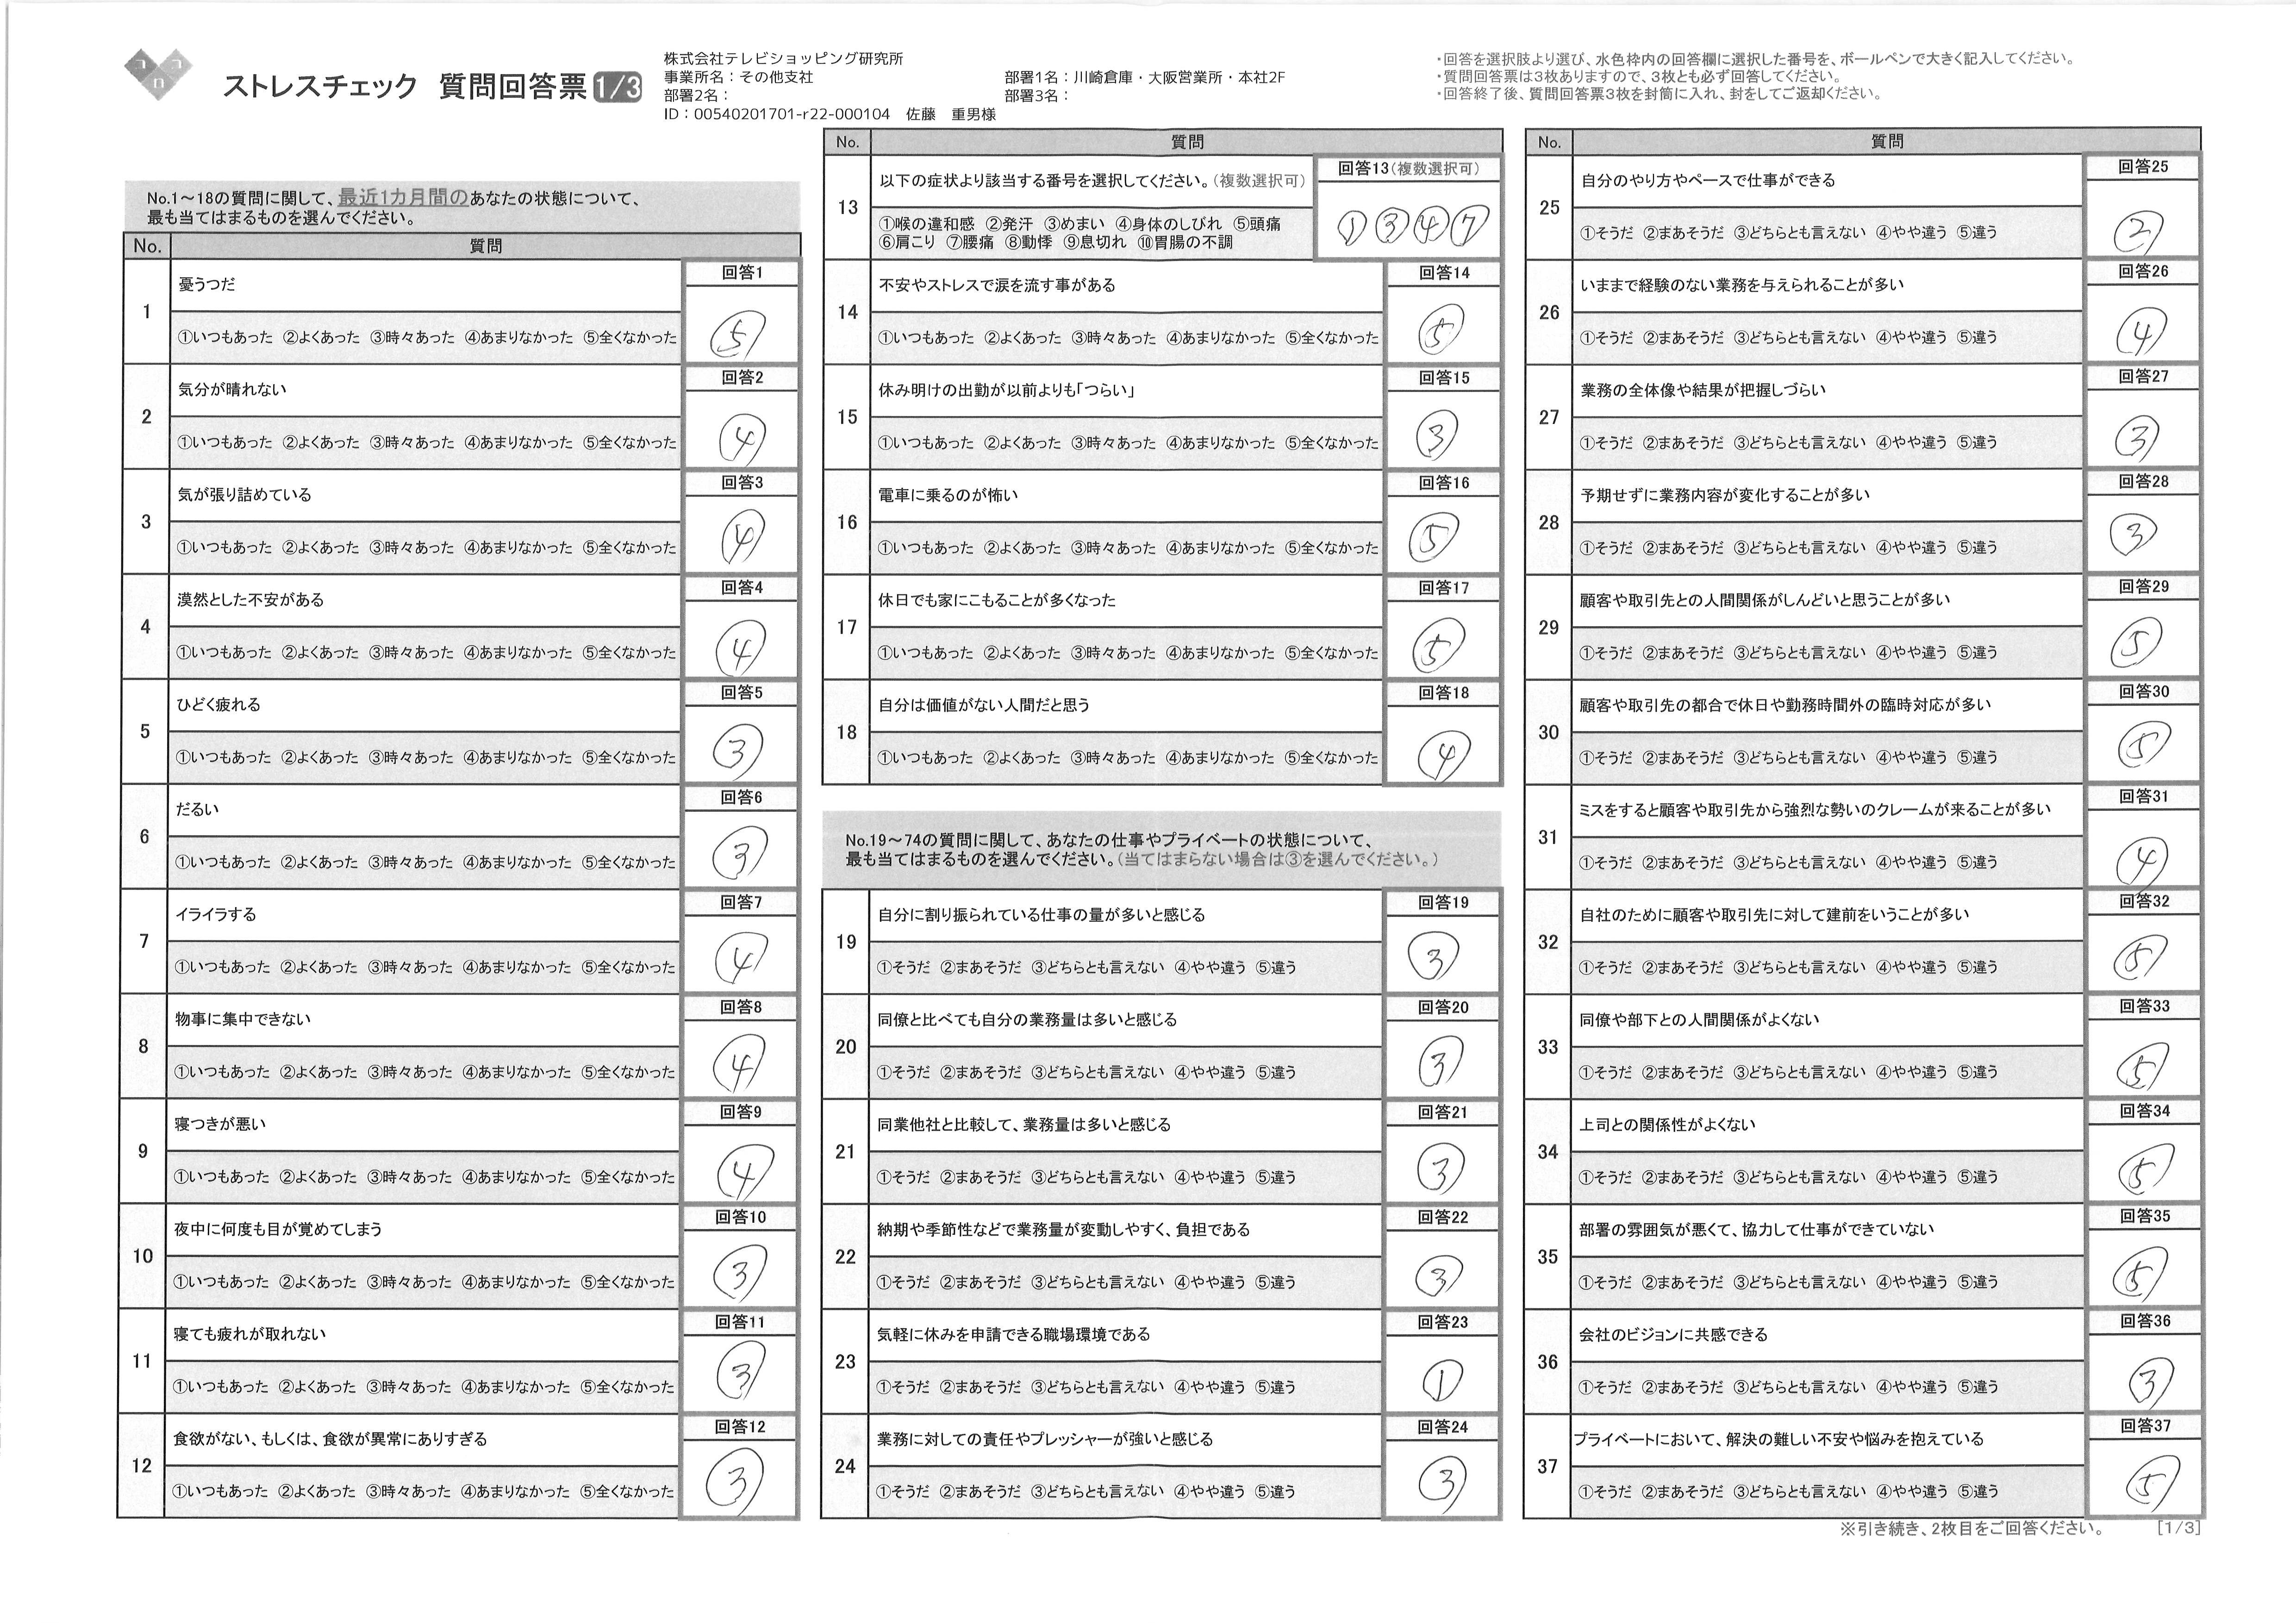 ストレスチェック 質問回答票 1/3
株式会社テレビショッピング研究所
事業所名：その他支社 部署1名：川崎倉庫・大阪営業所・本社2F
部署2名： 部署3名：
ID：00540201701-r22-000104 佐藤 重男様
・回答を選択肢より選び、水色枠内の回答欄に選択した番号を、ボールペンで大きく記入してください。
・質問回答票は3枚ありますので、3枚とも必ず回答してください。
・回答終了後、質問回答票3枚を封筒に入れ、封をしてご返却ください。
No.1～18の質問に関して、最近1カ月間のあなたの状態について、
最も当てはまるものを選んでください。
No. 質問
1 憂うつだ 回答1
①いつもあった ②よくあった ③時々あった ④あまりなかった ⑤全くなかった ⑤
2 気分が晴れない 回答2
①いつもあった ②よくあった ③時々あった ④あまりなかった ⑤全くなかった ④
3 気が張り詰めている 回答3
①いつもあった ②よくあった ③時々あった ④あまりなかった ⑤全くなかった ④
4 漠然とした不安がある 回答4
①いつもあった ②よくあった ③時々あった ④あまりなかった ⑤全くなかった ④
5 ひどく疲れる 回答5
①いつもあった ②よくあった ③時々あった ④あまりなかった ⑤全くなかった ③
6 だるい 回答6
①いつもあった ②よくあった ③時々あった ④あまりなかった ⑤全くなかった ③
7 イライラする 回答7
①いつもあった ②よくあった ③時々あった ④あまりなかった ⑤全くなかった ④
8 物事に集中できない 回答8
①いつもあった ②よくあった ③時々あった ④あまりなかった ⑤全くなかった ④
9 寝つきが悪い 回答9
①いつもあった ②よくあった ③時々あった ④あまりなかった ⑤全くなかった ④
10 夜中に何度も目が覚めてしまう 回答10
①いつもあった ②よくあった ③時々あった ④あまりなかった ⑤全くなかった ③
11 寝ても疲れが取れない 回答11
①いつもあった ②よくあった ③時々あった ④あまりなかった ⑤全くなかった ③
12 食欲がない、もしくは、食欲が異常にありすぎる 回答12
①いつもあった ②よくあった ③時々あった ④あまりなかった ⑤全くなかった ③
No. 質問
13 以下の症状より該当する番号を選択してください。(複数選択可) 回答13(複数選択可)
①喉の違和感 ②発汗 ③めまい ④身体のしびれ ⑤頭痛
⑥肩こり ⑦腰痛 ⑧動悸 ⑨息切れ ⑩胃腸の不調 ①③④⑦
14 不安やストレスで涙を流す事がある 回答14
①いつもあった ②よくあった ③時々あった ④あまりなかった ⑤全くなかった ⑤
15 休み明けの出勤が以前よりも「つらい」 回答15
①いつもあった ②よくあった ③時々あった ④あまりなかった ⑤全くなかった ③
16 電車に乗るのが怖い 回答16
①いつもあった ②よくあった ③時々あった ④あまりなかった ⑤全くなかった ⑤
17 休日でも家にこもることが多くなった 回答17
①いつもあった ②よくあった ③時々あった ④あまりなかった ⑤全くなかった ⑤
18 自分は価値がない人間だと思う 回答18
①いつもあった ②よくあった ③時々あった ④あまりなかった ⑤全くなかった ④
No.19～74の質問に関して、あなたの仕事やプライベートの状態について、
最も当てはまるものを選んでください。(当てはまらない場合は③を選んでください。)
19 自分に割り振られている仕事の量が多いと感じる 回答19
①そうだ ②まあそうだ ③どちらとも言えない ④やや違う ⑤違う ③
20 同僚と比べても自分の業務量は多いと感じる 回答20
①そうだ ②まあそうだ ③どちらとも言えない ④やや違う ⑤違う ③
21 同業他社と比較して、業務量は多いと感じる 回答21
①そうだ ②まあそうだ ③どちらとも言えない ④やや違う ⑤違う ③
22 納期や季節性などで業務量が変動しやすく、負担である 回答22
①そうだ ②まあそうだ ③どちらとも言えない ④やや違う ⑤違う ③
23 気軽に休みを申請できる職場環境である 回答23
①そうだ ②まあそうだ ③どちらとも言えない ④やや違う ⑤違う ①
24 業務に対しての責任やプレッシャーが強いと感じる 回答24
①そうだ ②まあそうだ ③どちらとも言えない ④やや違う ⑤違う ③
No. 質問
25 自分のやり方やペースで仕事ができる 回答25
①そうだ ②まあそうだ ③どちらとも言えない ④やや違う ⑤違う ②
26 いままで経験のない業務を与えられることが多い 回答26
①そうだ ②まあそうだ ③どちらとも言えない ④やや違う ⑤違う ④
27 業務の全体像や結果が把握しづらい 回答27
①そうだ ②まあそうだ ③どちらとも言えない ④やや違う ⑤違う ③
28 予期せずに業務内容が変化することが多い 回答28
①そうだ ②まあそうだ ③どちらとも言えない ④やや違う ⑤違う ③
29 顧客や取引先との人間関係がしんどいと思うことが多い 回答29
①そうだ ②まあそうだ ③どちらとも言えない ④やや違う ⑤違う ⑤
30 顧客や取引先の都合で休日や勤務時間外の臨時対応が多い 回答30
①そうだ ②まあそうだ ③どちらとも言えない ④やや違う ⑤違う ⑤
31 ミスをすると顧客や取引先から強烈な勢いのクレームが来ることが多い 回答31
①そうだ ②まあそうだ ③どちらとも言えない ④やや違う ⑤違う ④
32 自社のために顧客や取引先に対して建前をいうことが多い 回答32
①そうだ ②まあそうだ ③どちらとも言えない ④やや違う ⑤違う ⑤
33 同僚や部下との人間関係がよくない 回答33
①そうだ ②まあそうだ ③どちらとも言えない ④やや違う ⑤違う ⑤
34 上司との関係性がよくない 回答34
①そうだ ②まあそうだ ③どちらとも言えない ④やや違う ⑤違う ⑤
35 部署の雰囲気が悪くて、協力して仕事ができていない 回答35
①そうだ ②まあそうだ ③どちらとも言えない ④やや違う ⑤違う ⑤
36 会社のビジョンに共感できる 回答36
①そうだ ②まあそうだ ③どちらとも言えない ④やや違う ⑤違う ③
37 プライベートにおいて、解決の難しい不安や悩みを抱えている 回答37
①そうだ ②まあそうだ ③どちらとも言えない ④やや違う ⑤違う ⑤
※引き続き、2枚目をご回答ください。 [1/3]